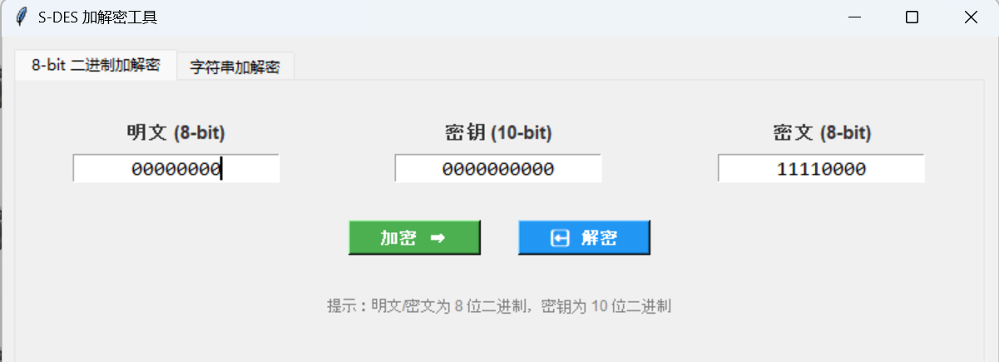 S-DES 加解密工具
8-bit 二进制加解密 字符串加解密
明文 (8-bit) 密钥 (10-bit) 密文 (8-bit)
00000000 0000000000 11110000
加密 ➡ ⬅ 解密
提示：明文/密文为 8 位二进制，密钥为 10 位二进制